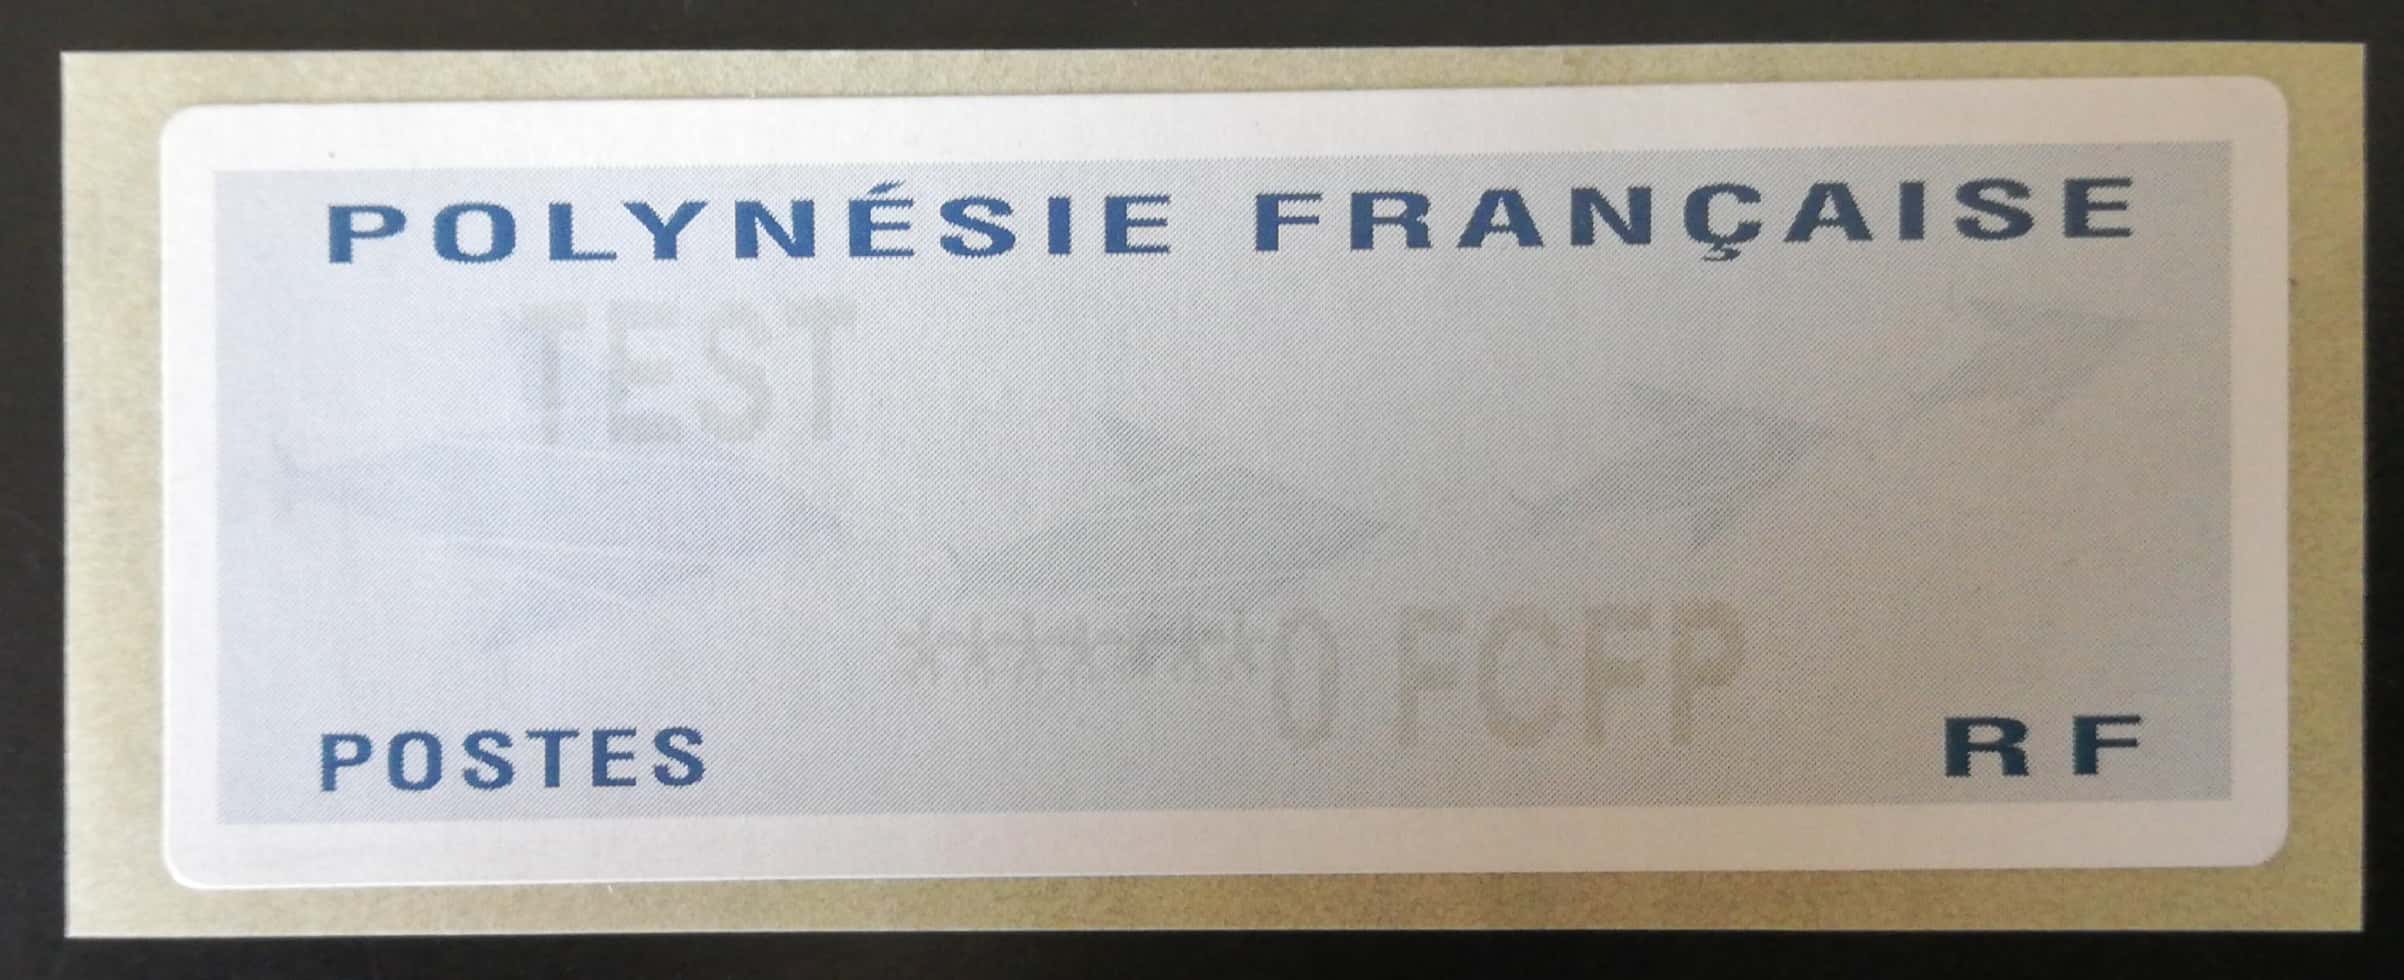 POLYNÉSIE FRANÇAISE
TEST
*******0 FCFP
POSTES RF